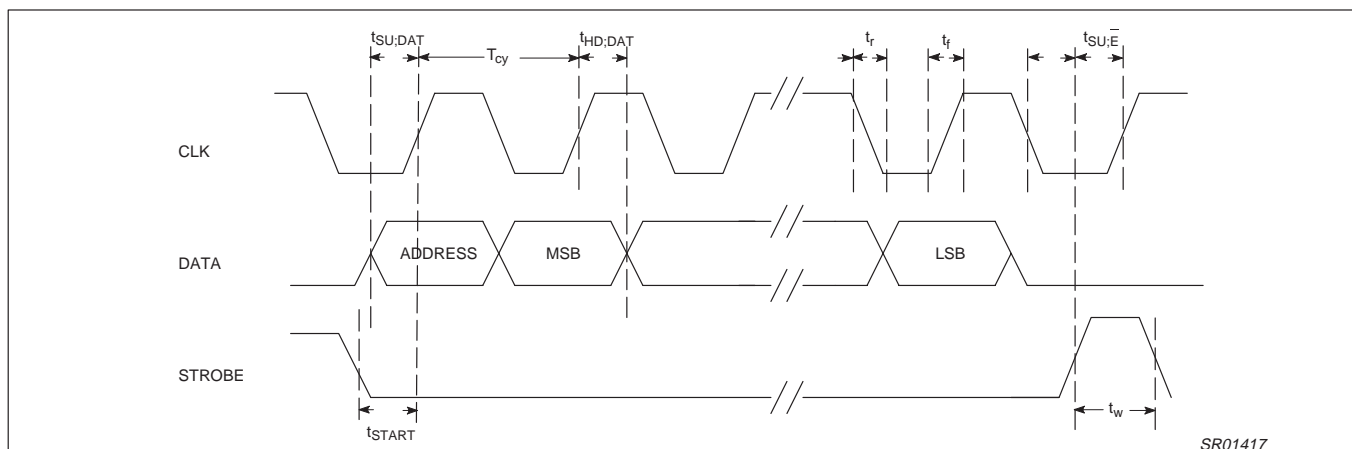 tSU;DAT Tcy tHD;DAT tr tf tSU;E̅
CLK
DATA ADDRESS MSB LSB
STROBE
tSTART tw
SR01417